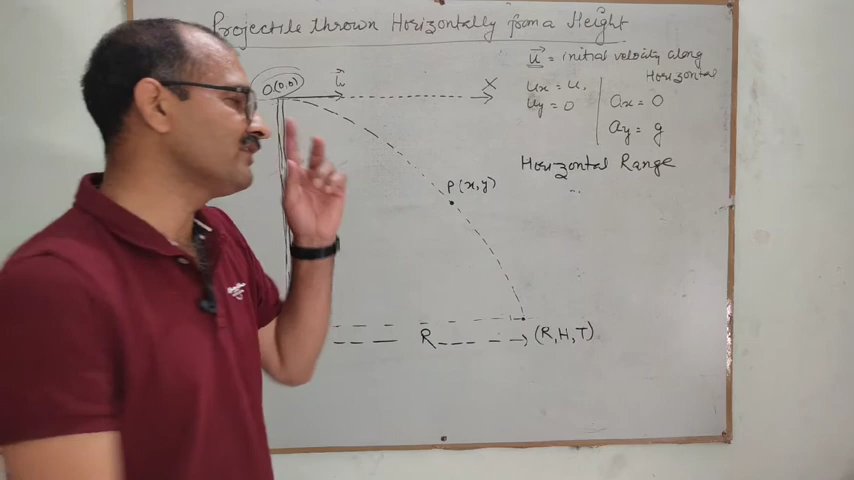 Projectile thrown Horizontally from a Height
u⃗ = initial velocity along
Horizontal
O(0,0)
u⃗
X
ux = u,
uy = 0
ax = 0
ay = g
Horizontal Range
P(x,y)
R
(R,H,T)